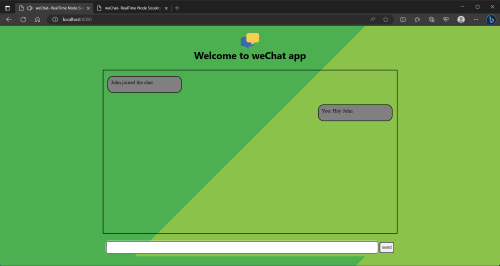 weChat- RealTime Node Soc
weChat- RealTime Node Socket
localhost:
Welcome to weChat app
John joined the chat
You: Hey John
send